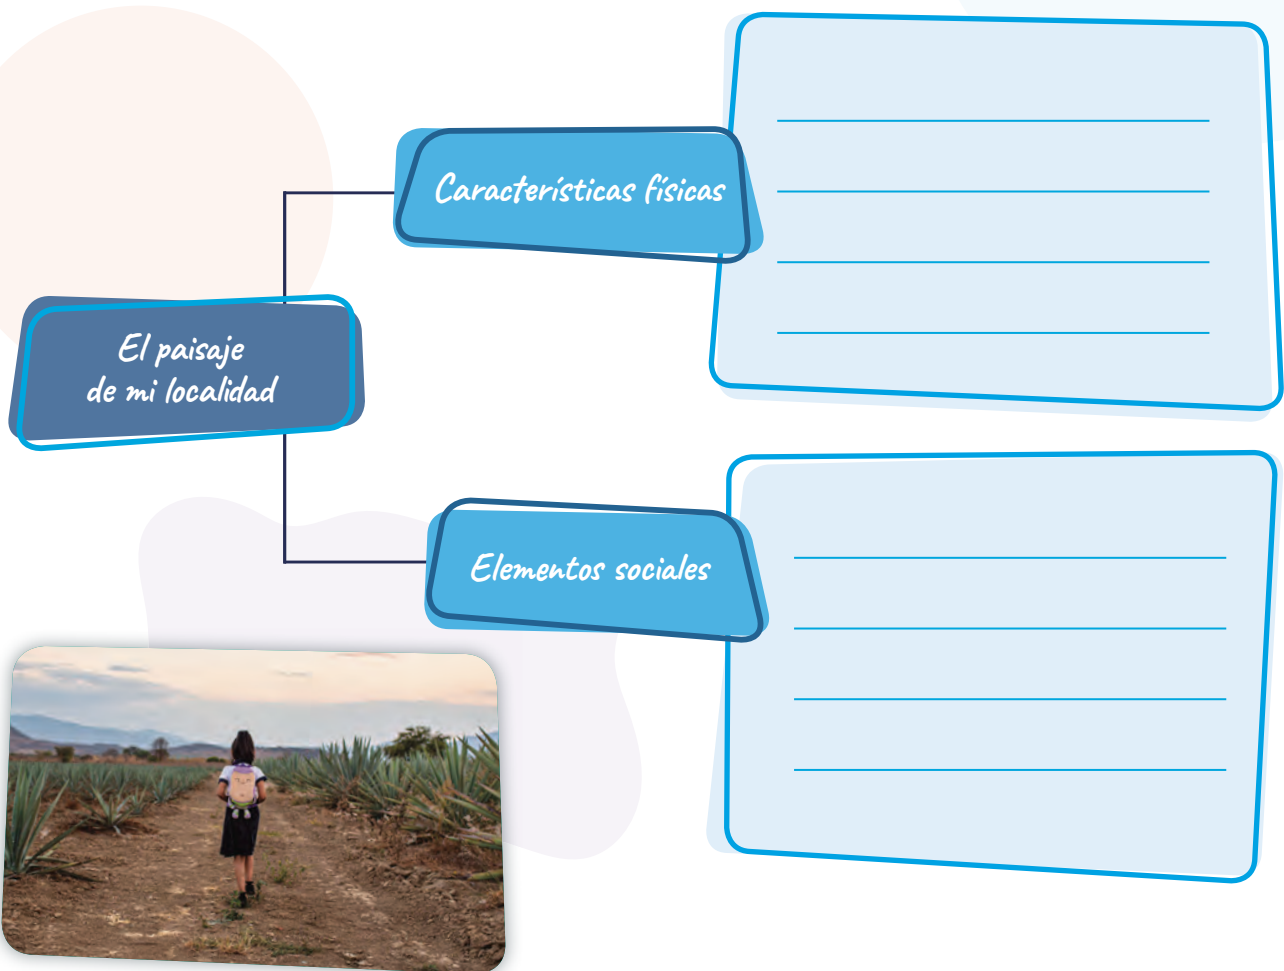 Características físicas
El paisaje
de mi localidad
Elementos sociales